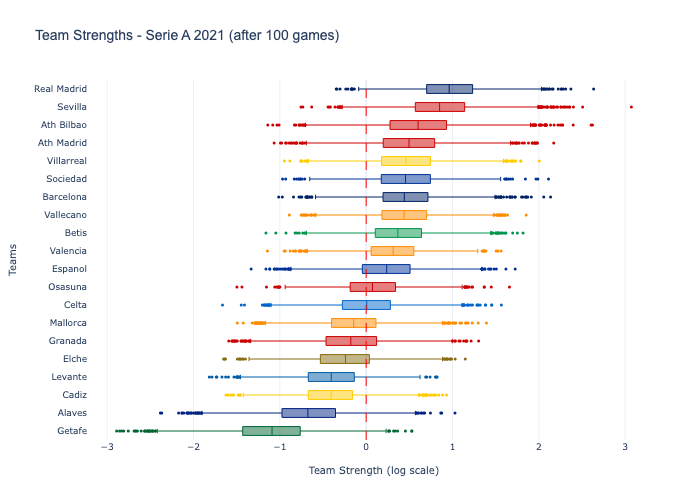 Team Strengths - Serie A 2021 (after 100 games)
Real Madrid
Sevilla
Ath Bilbao
Ath Madrid
Villarreal
Sociedad
Barcelona
Vallecano
Betis
Valencia
Espanol
Osasuna
Celta
Mallorca
Granada
Elche
Levante
Cadiz
Alaves
Getafe
Teams
−3 −2 −1 0 1 2 3
Team Strength (log scale)